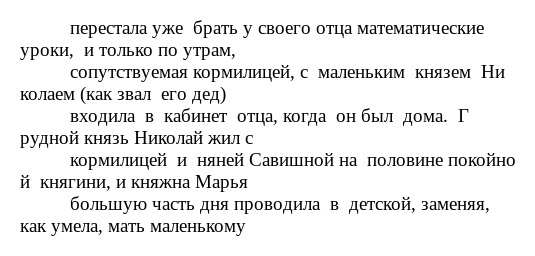 перестала уже  брать у своего отца математические
уроки,  и только по утрам,
сопутствуемая кормилицей, с  маленьким  князем  Ни
колаем (как звал  его дед)
входила  в  кабинет  отца, когда  он был  дома.  Г
рудной князь Николай жил с
кормилицей  и  няней Савишной на  половине покойно
й  княгини, и княжна Марья
большую часть дня проводила  в  детской, заменяя,
как умела, мать маленькому